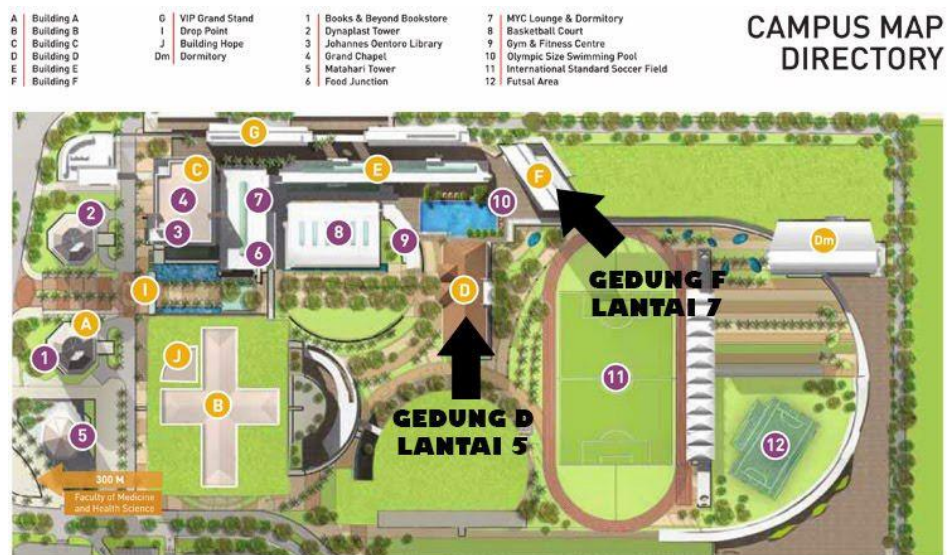 CAMPUS MAP
DIRECTORY
A Building A
B Building B
C Building C
D Building D
E Building E
F Building F
G VIP Grand Stand
I Drop Point
J Building Hope
Dm Dormitory
1 Books & Beyond Bookstore
2 Dynaplast Tower
3 Johannes Oentoro Library
4 Grand Chapel
5 Matahari Tower
6 Food Junction
7 MYC Lounge & Dormitory
8 Basketball Court
9 Gym & Fitness Centre
10 Olympic Size Swimming Pool
11 International Standard Soccer Field
12 Futsal Area
G
C
E
F
4
7
10
2
3
8
9
6
Dm
I
D
GEDUNG F
LANTAI 7
A
1
J
11
B
GEDUNG D
LANTAI 5
5
12
300 M
Faculty of Medicine
and Health Science